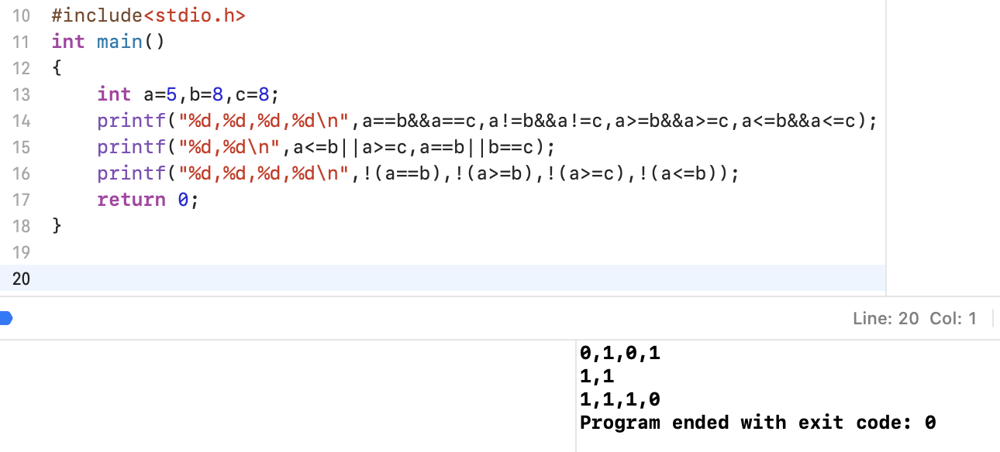 10 #include<stdio.h>
11 int main()
12 {
13     int a=5,b=8,c=8;
14     printf("%d,%d,%d,%d\n",a==b&&a==c,a!=b&&a!=c,a>=b&&a>=c,a<=b&&a<=c);
15     printf("%d,%d\n",a<=b||a>=c,a==b||b==c);
16     printf("%d,%d,%d,%d\n",!(a==b),!(a>=b),!(a>=c),!(a<=b));
17     return 0;
18 }
19
20
Line: 20 Col: 1
0,1,0,1
1,1
1,1,1,0
Program ended with exit code: 0